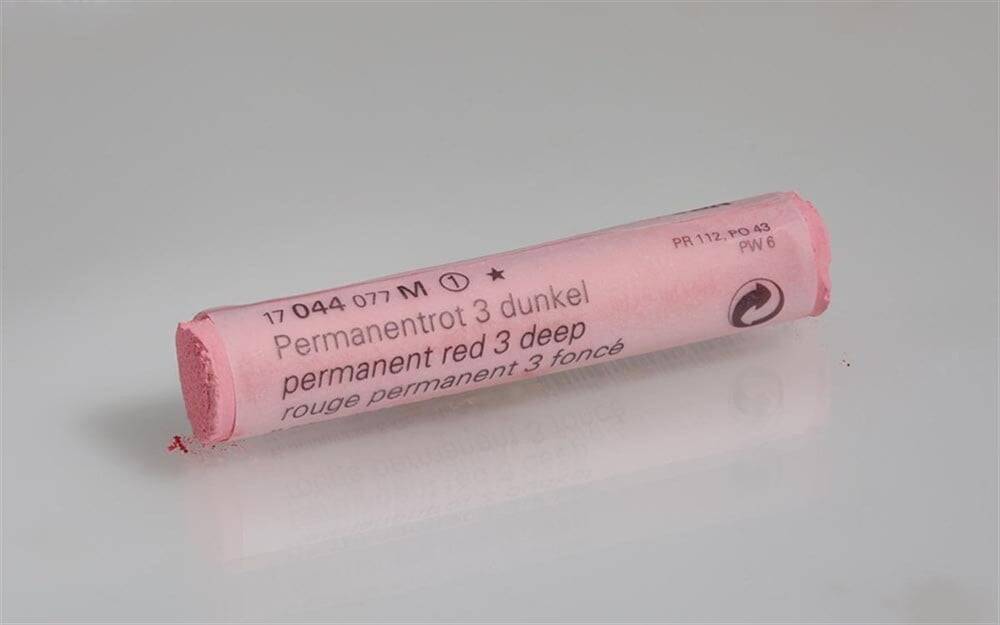 17 044 077 M ① ★
Permanentrot 3 dunkel
permanent red 3 deep
rouge permanent 3 foncé
PR 112, PO 43
PW 6